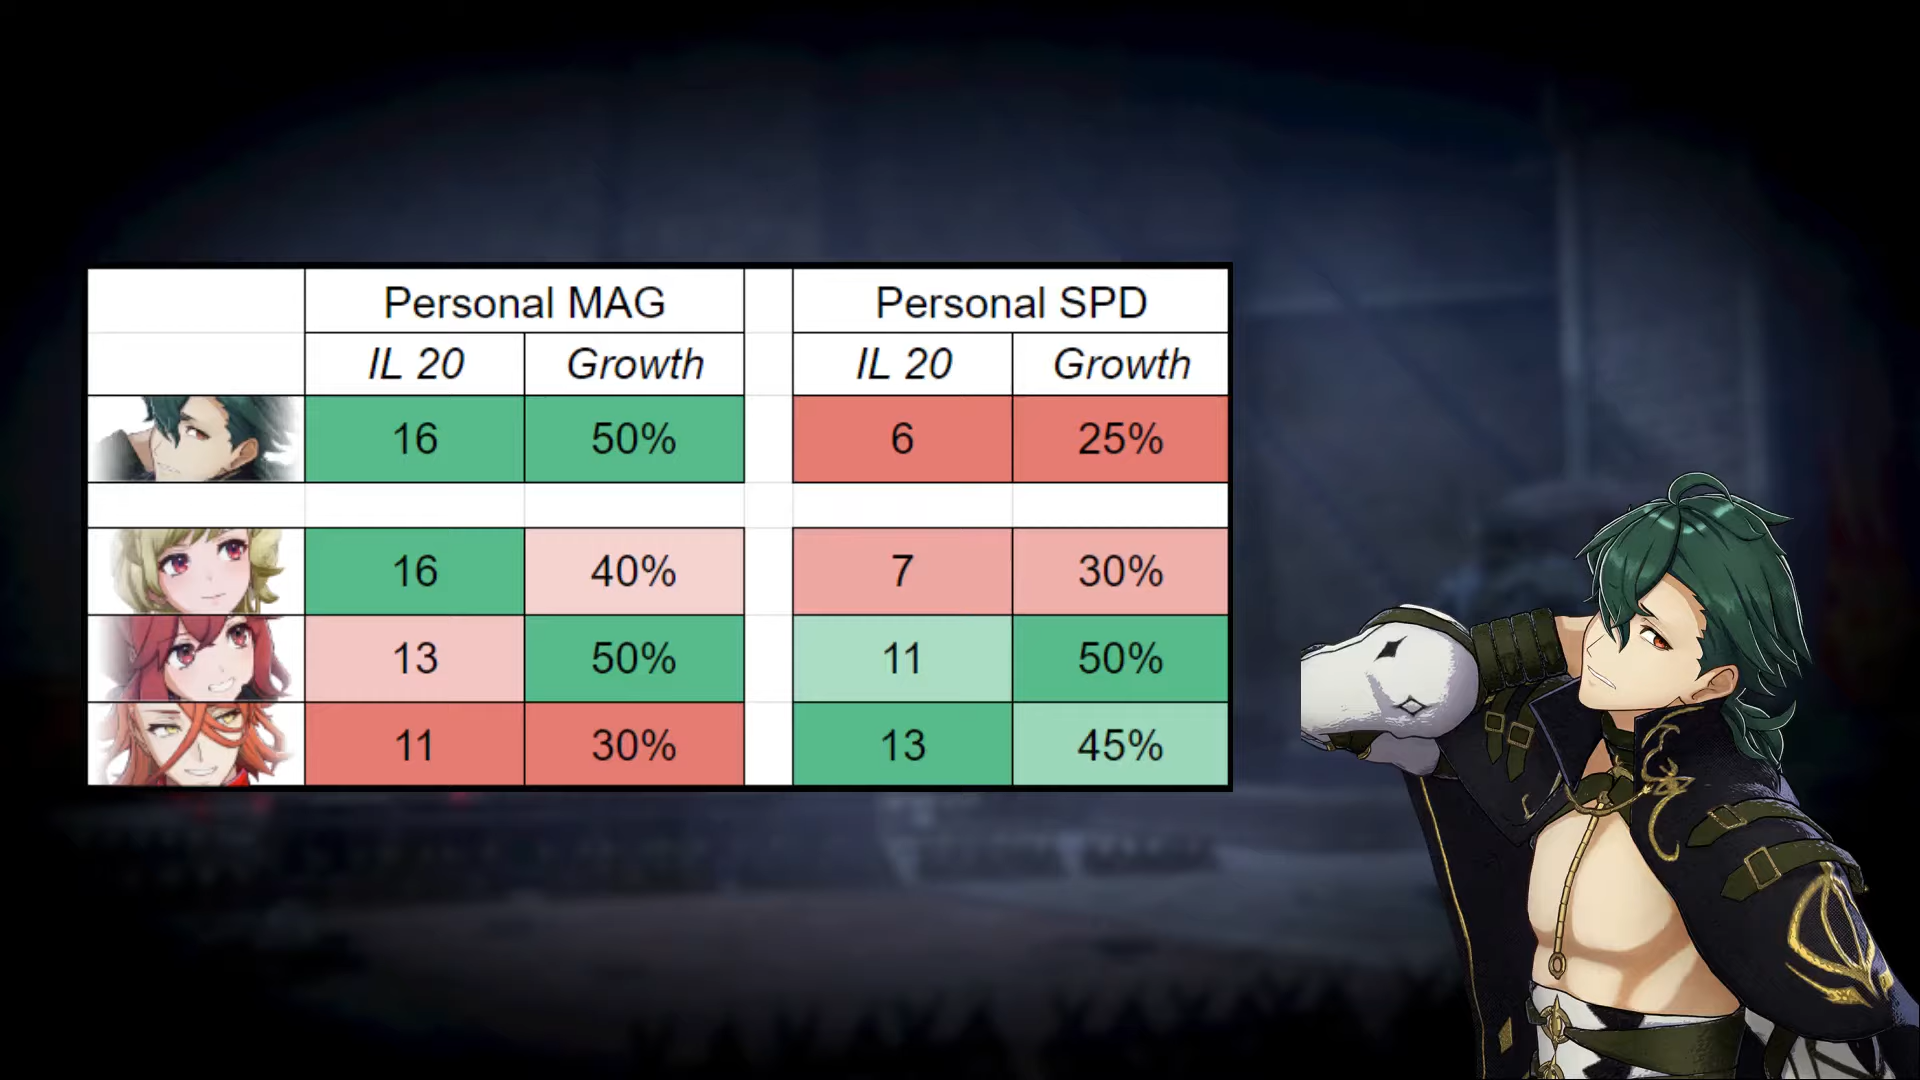 Personal MAG Personal SPD
IL 20 Growth IL 20 Growth
16 50% 6 25%
16 40% 7 30%
13 50% 11 50%
11 30% 13 45%